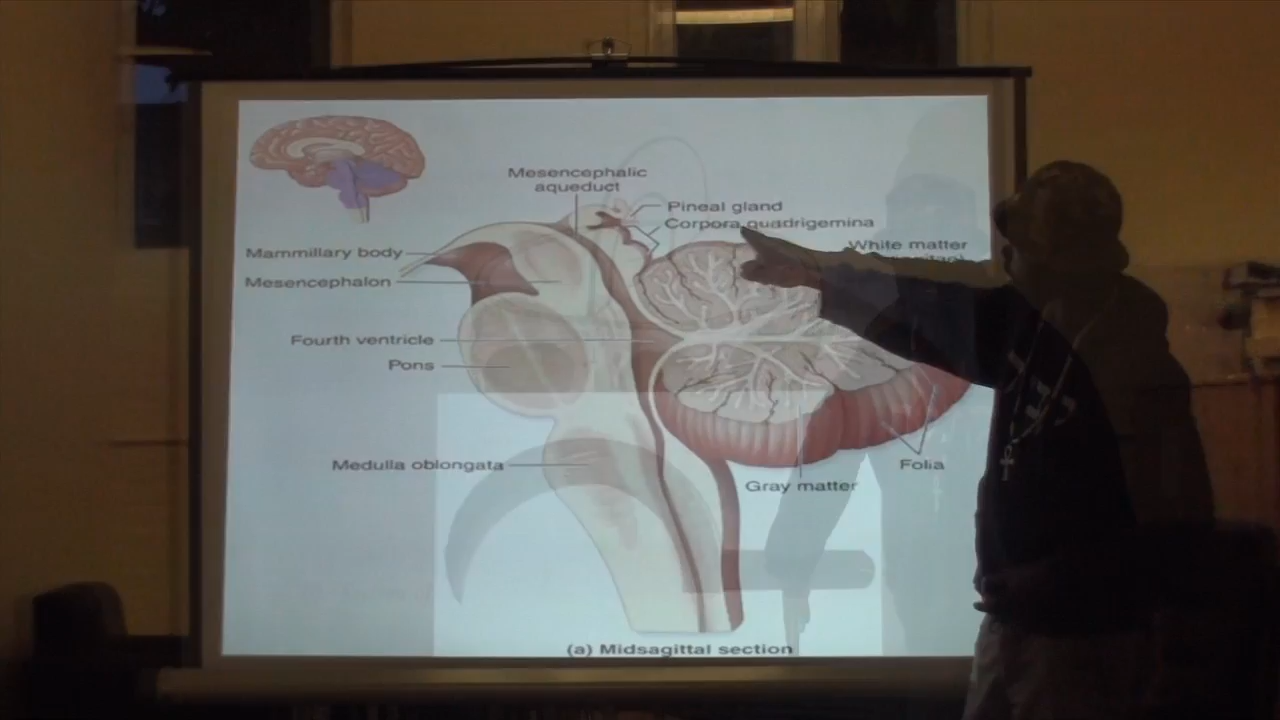 Mesencephalic
aqueduct
Pineal gland
Corpora quadrigemina
White matter
Mammillary body
Mesencephalon
Fourth ventricle
Pons
Medulla oblongata
Folia
Gray matter
(a) Midsagittal section